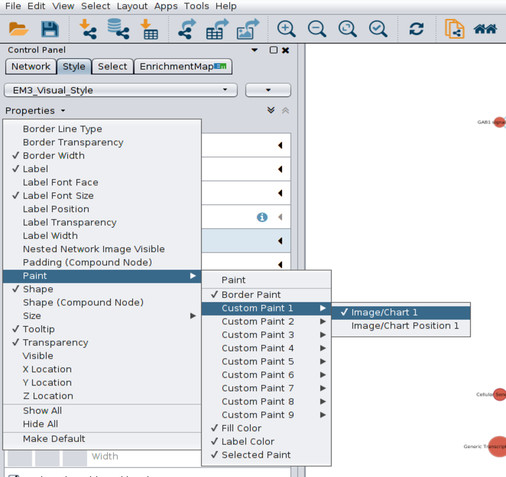 File Edit View Select Layout Apps Tools Help
Control Panel
Network Style Select EnrichmentMap
EM3_Visual_Style
Properties
Border Line Type
Border Transparency
Border Width
Label
Label Font Face
Label Font Size
Label Position
Label Transparency
Label Width
Nested Network Image Visible
Padding (Compound Node)
Paint
Shape
Shape (Compound Node)
Size
Tooltip
Transparency
Visible
X Location
Y Location
Z Location
Show All
Hide All
Make Default
Width
Paint
Border Paint
Custom Paint 1
Custom Paint 2
Custom Paint 3
Custom Paint 4
Custom Paint 5
Custom Paint 6
Custom Paint 7
Custom Paint 8
Custom Paint 9
Fill Color
Label Color
Selected Paint
Image/Chart 1
Image/Chart Position 1
Generic